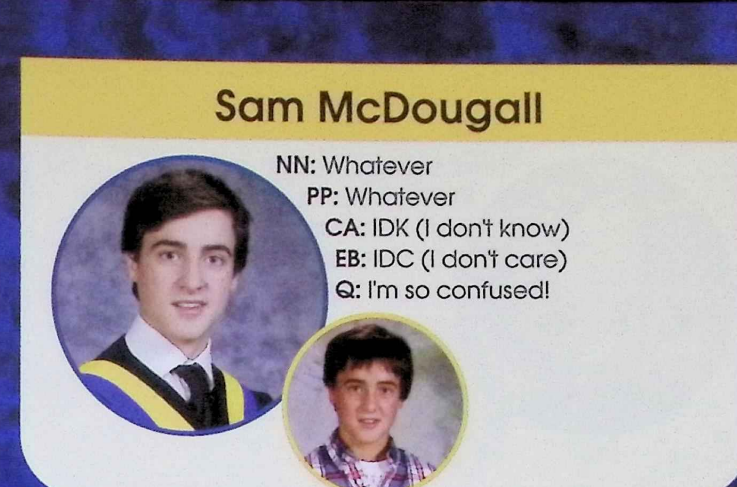 Sam McDougall
NN: Whatever
PP: Whatever
CA: IDK (I don't know)
EB: IDC (I don't care)
Q: I'm so confused!